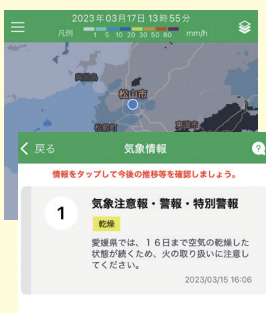 2023年03月17日 13時55分
凡例 1 5 10 20 30 50 80 mm/h
松山市
戻る 気象情報 ?
情報をタップして今後の推移等を確認しましょう。
1
気象注意報・警報・特別警報
乾燥
愛媛県では、16日まで空気の乾燥した
状態が続くため、火の取り扱いに注意し
てください。
2023/03/15 16:06